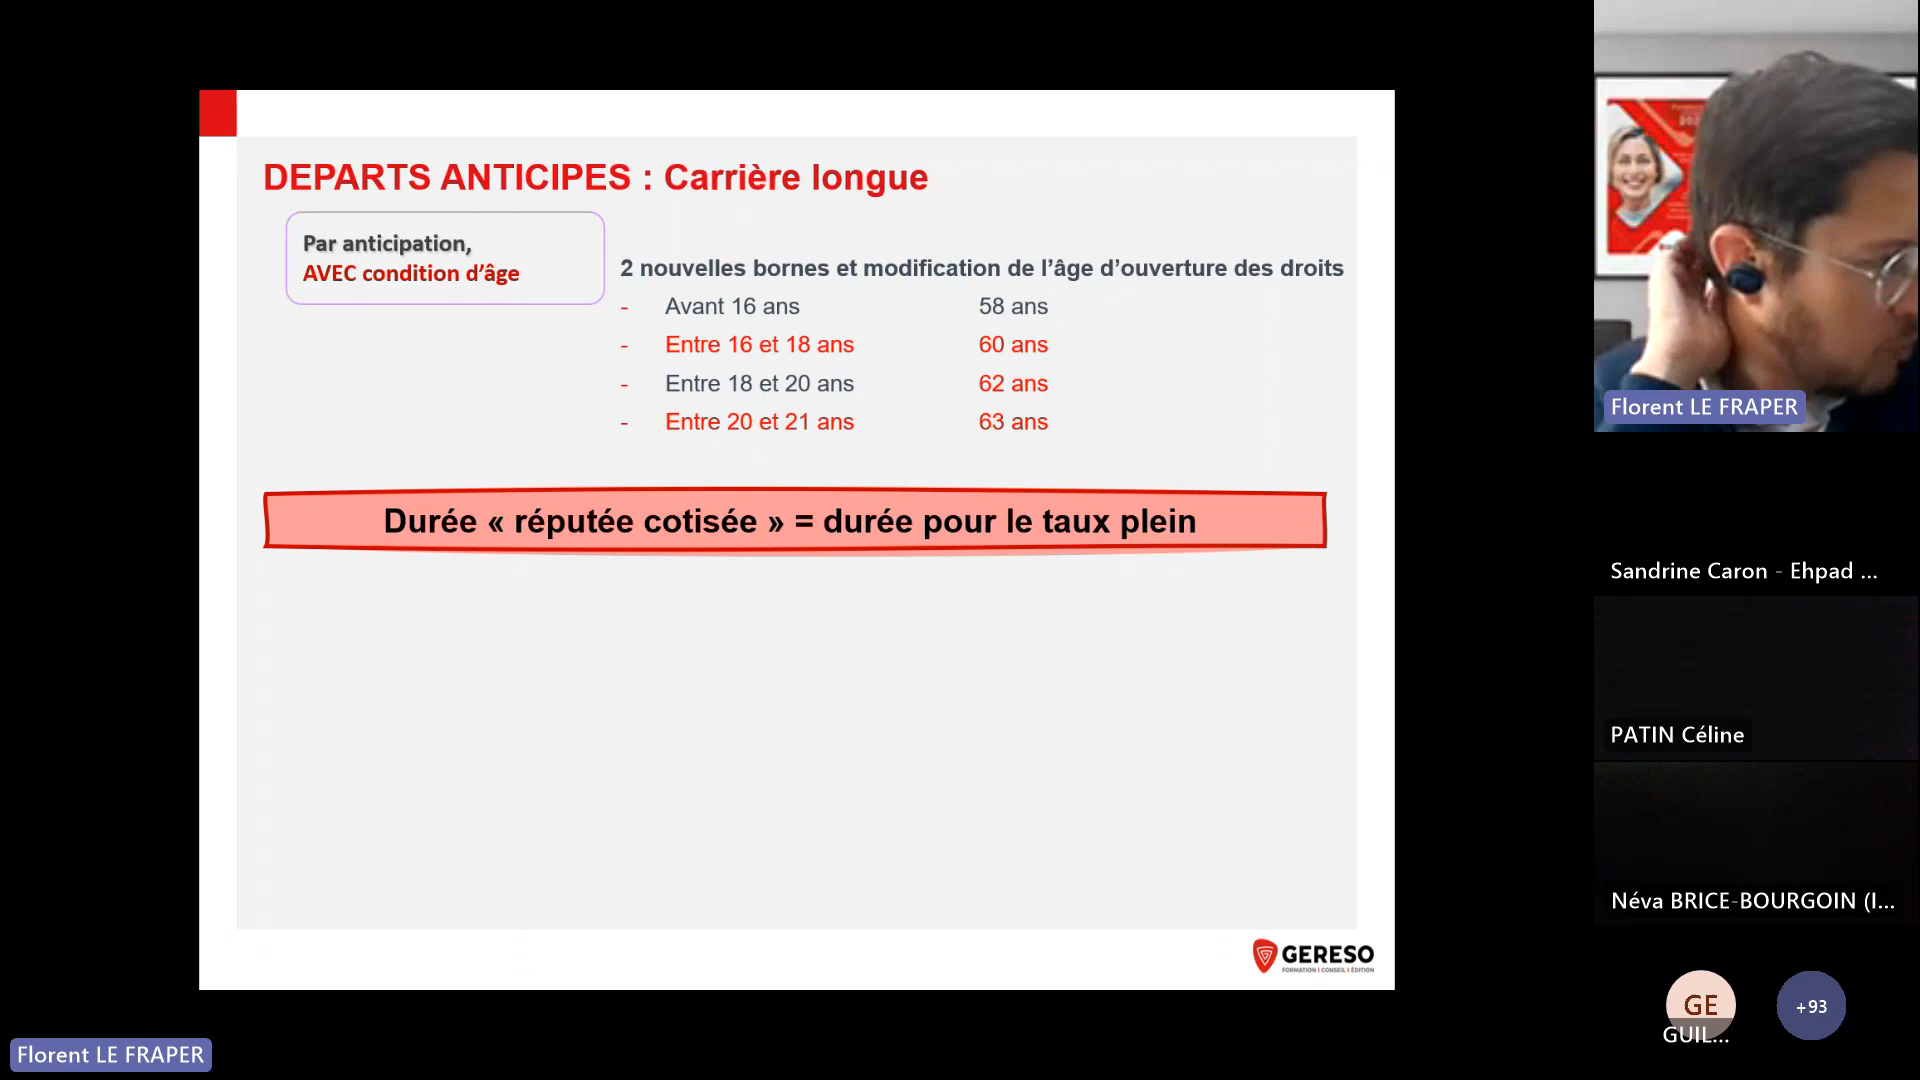 DEPARTS ANTICIPES : Carrière longue
Par anticipation,
AVEC condition d'âge
2 nouvelles bornes et modification de l'âge d'ouverture des droits
- Avant 16 ans 58 ans
- Entre 16 et 18 ans 60 ans
- Entre 18 et 20 ans 62 ans
- Entre 20 et 21 ans 63 ans
Durée « réputée cotisée » = durée pour le taux plein
GERESO
FORMATION I CONSEIL I ÉDITION
Florent LE FRAPER
Florent LE FRAPER
Sandrine Caron - Ehpad ...
PATIN Céline
Néva BRICE-BOURGOIN (I...
GE
GUIL...
+93